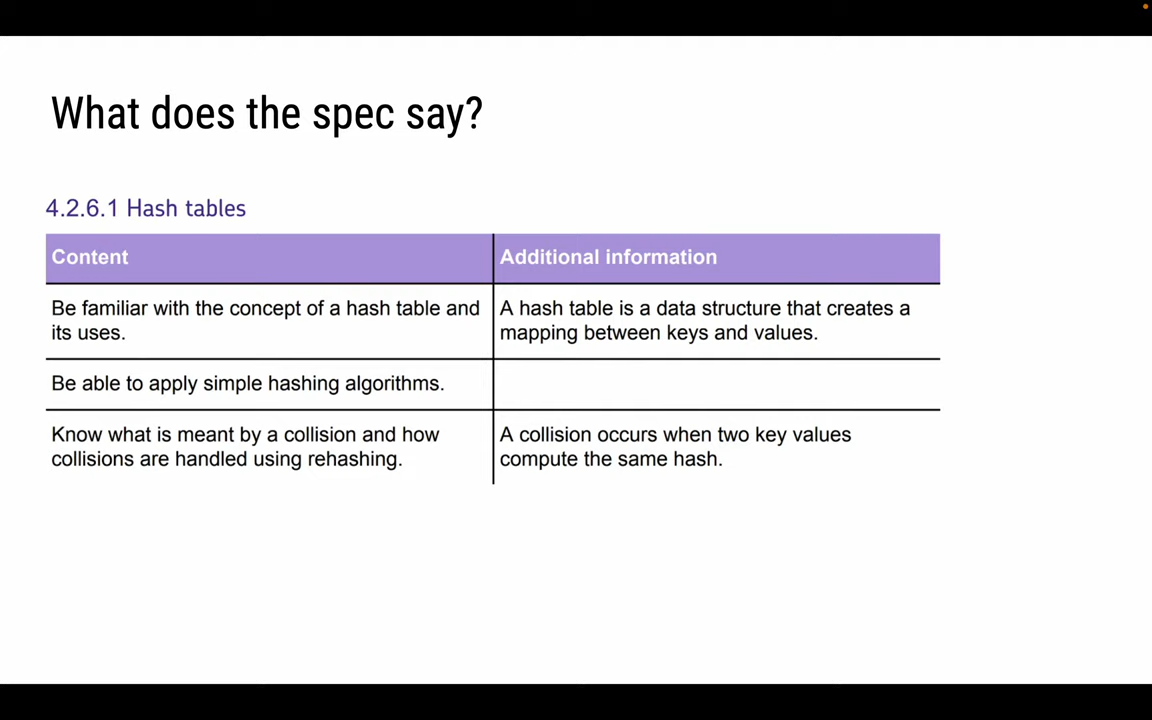 What does the spec say?
4.2.6.1 Hash tables
Content
Additional information
Be familiar with the concept of a hash table and
its uses.
A hash table is a data structure that creates a
mapping between keys and values.
Be able to apply simple hashing algorithms.
Know what is meant by a collision and how
collisions are handled using rehashing.
A collision occurs when two key values
compute the same hash.